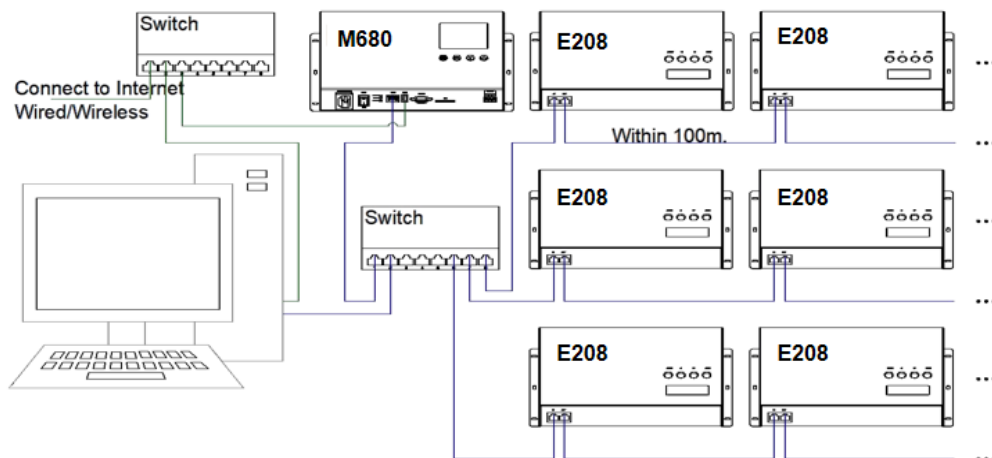 Switch
M680
E208
E208
Connect to Internet
Wired/Wireless
Within 100m.
E208
E208
Switch
E208
E208